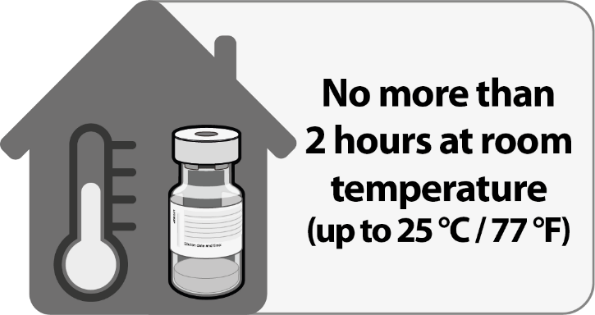 No more than
2 hours at room
temperature
(up to 25 °C / 77 °F)